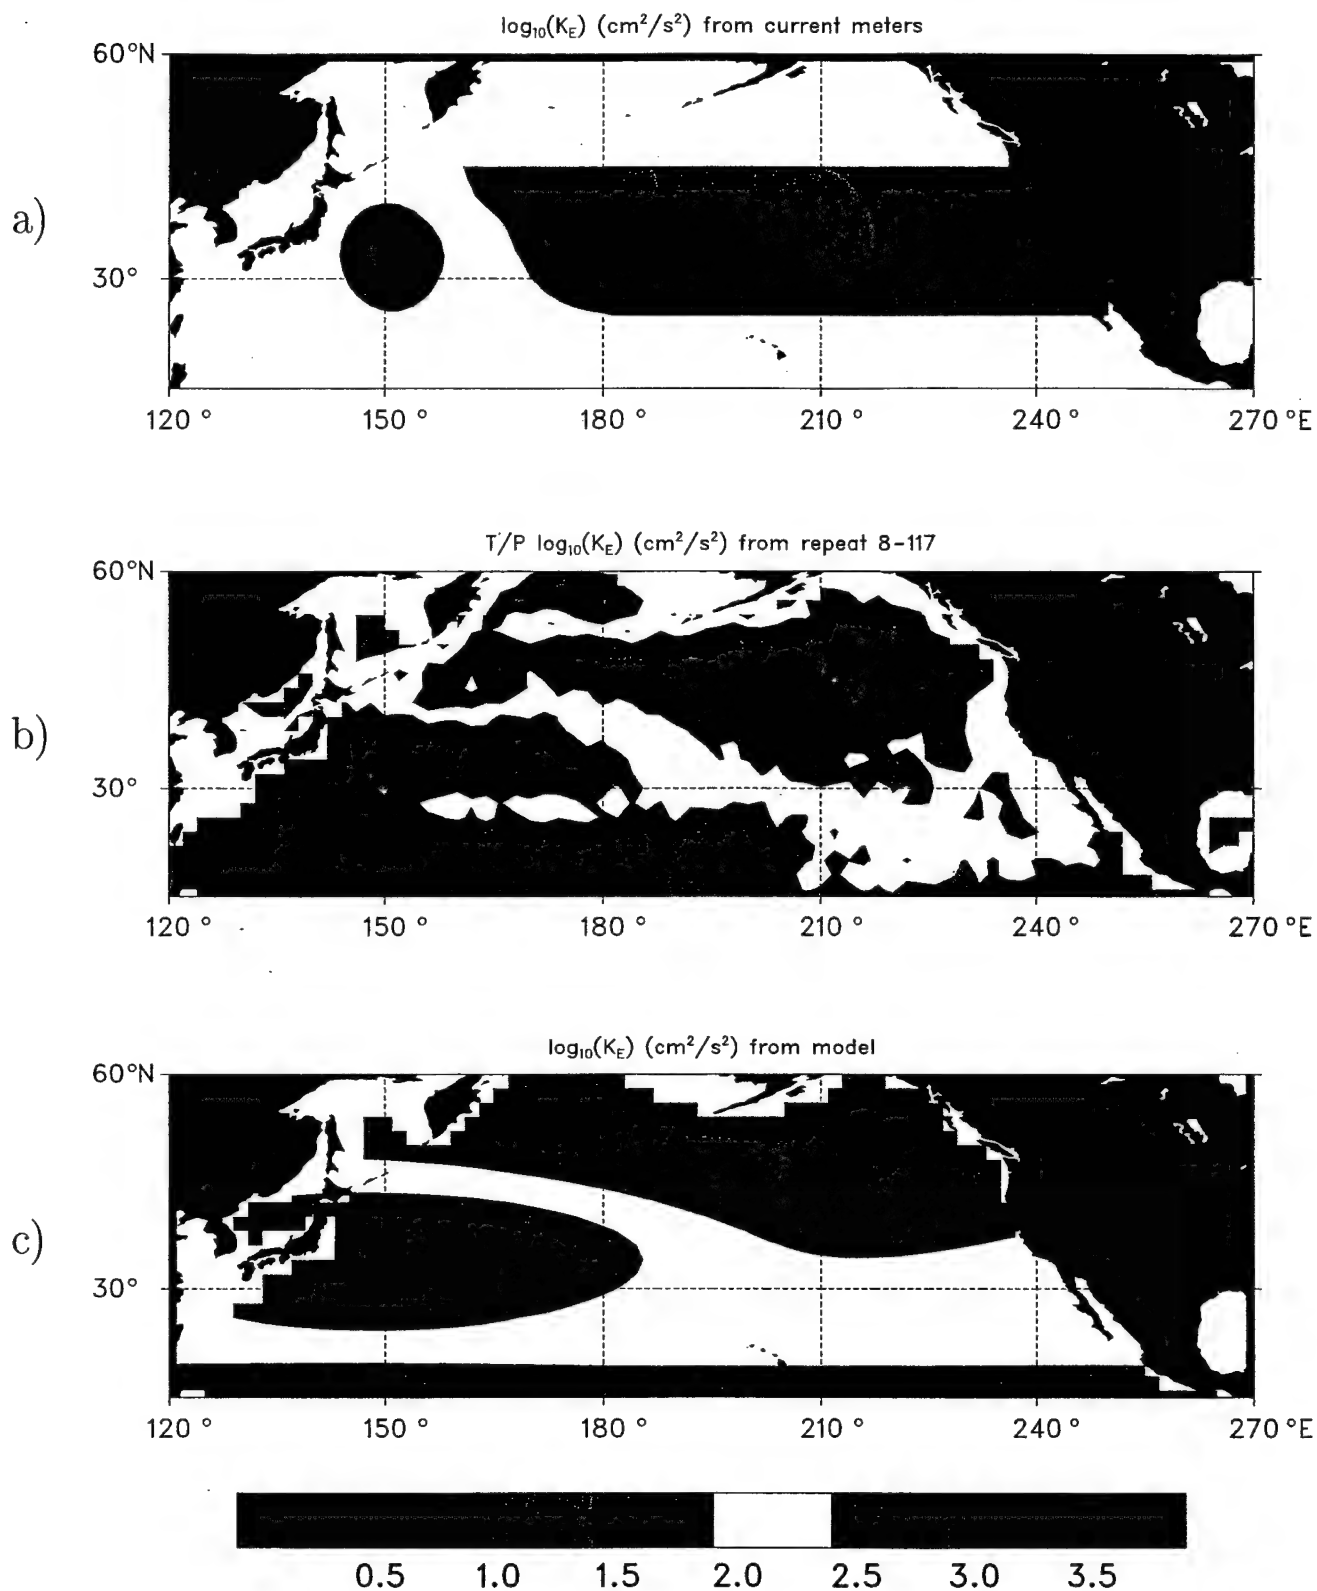 log₁₀(K_E) (cm²/s²) from current meters
a)
60°N
30°
120 ° 150 ° 180 ° 210 ° 240 ° 270 °E
T/P log₁₀(K_E) (cm²/s²) from repeat 8-117
b)
60°N
30°
120 ° 150 ° 180 ° 210 ° 240 ° 270 °E
log₁₀(K_E) (cm²/s²) from model
c)
60°N
30°
120 ° 150 ° 180 ° 210 ° 240 ° 270 °E
0.5 1.0 1.5 2.0 2.5 3.0 3.5